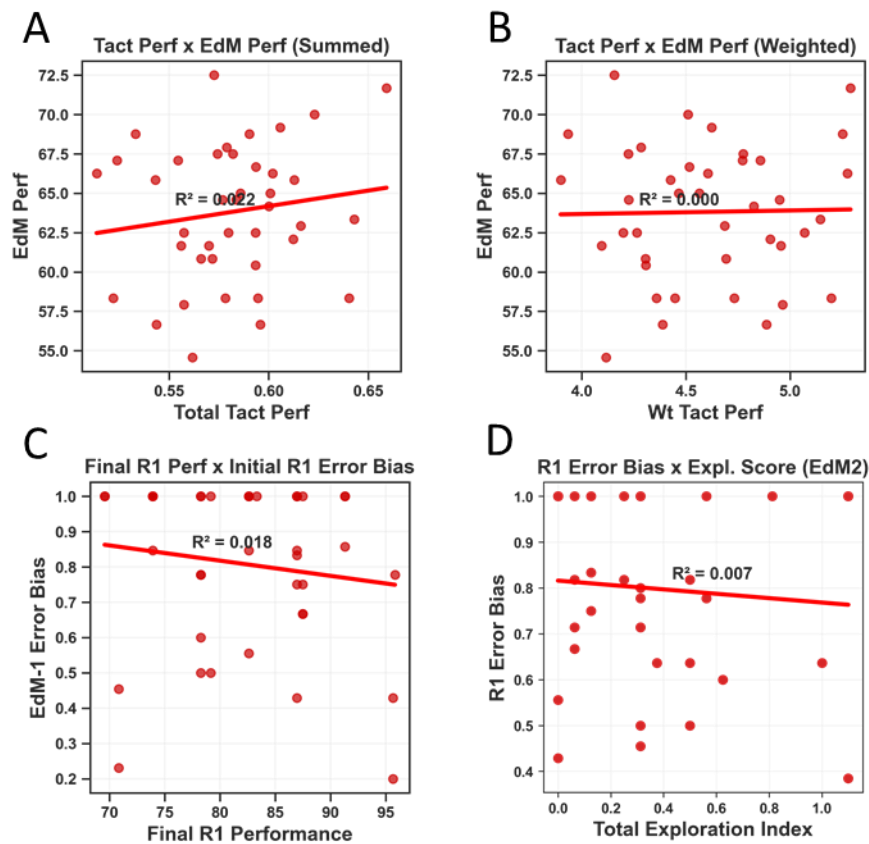 A
Tact Perf x EdM Perf (Summed)
72.5
70.0
67.5
65.0
62.5
60.0
57.5
55.0
EdM Perf
R² = 0.022
0.55
0.60
0.65
Total Tact Perf
B
Tact Perf x EdM Perf (Weighted)
72.5
70.0
67.5
65.0
62.5
60.0
57.5
55.0
EdM Perf
R² = 0.000
4.0
4.5
5.0
Wt Tact Perf
C
Final R1 Perf x Initial R1 Error Bias
1.0
0.9
0.8
0.7
0.6
0.5
0.4
0.3
0.2
EdM-1 Error Bias
R² = 0.018
70
75
80
85
90
95
Final R1 Performance
D
R1 Error Bias x Expl. Score (EdM2)
1.0
0.9
0.8
0.7
0.6
0.5
0.4
R1 Error Bias
R² = 0.007
0.0
0.2
0.4
0.6
0.8
1.0
Total Exploration Index